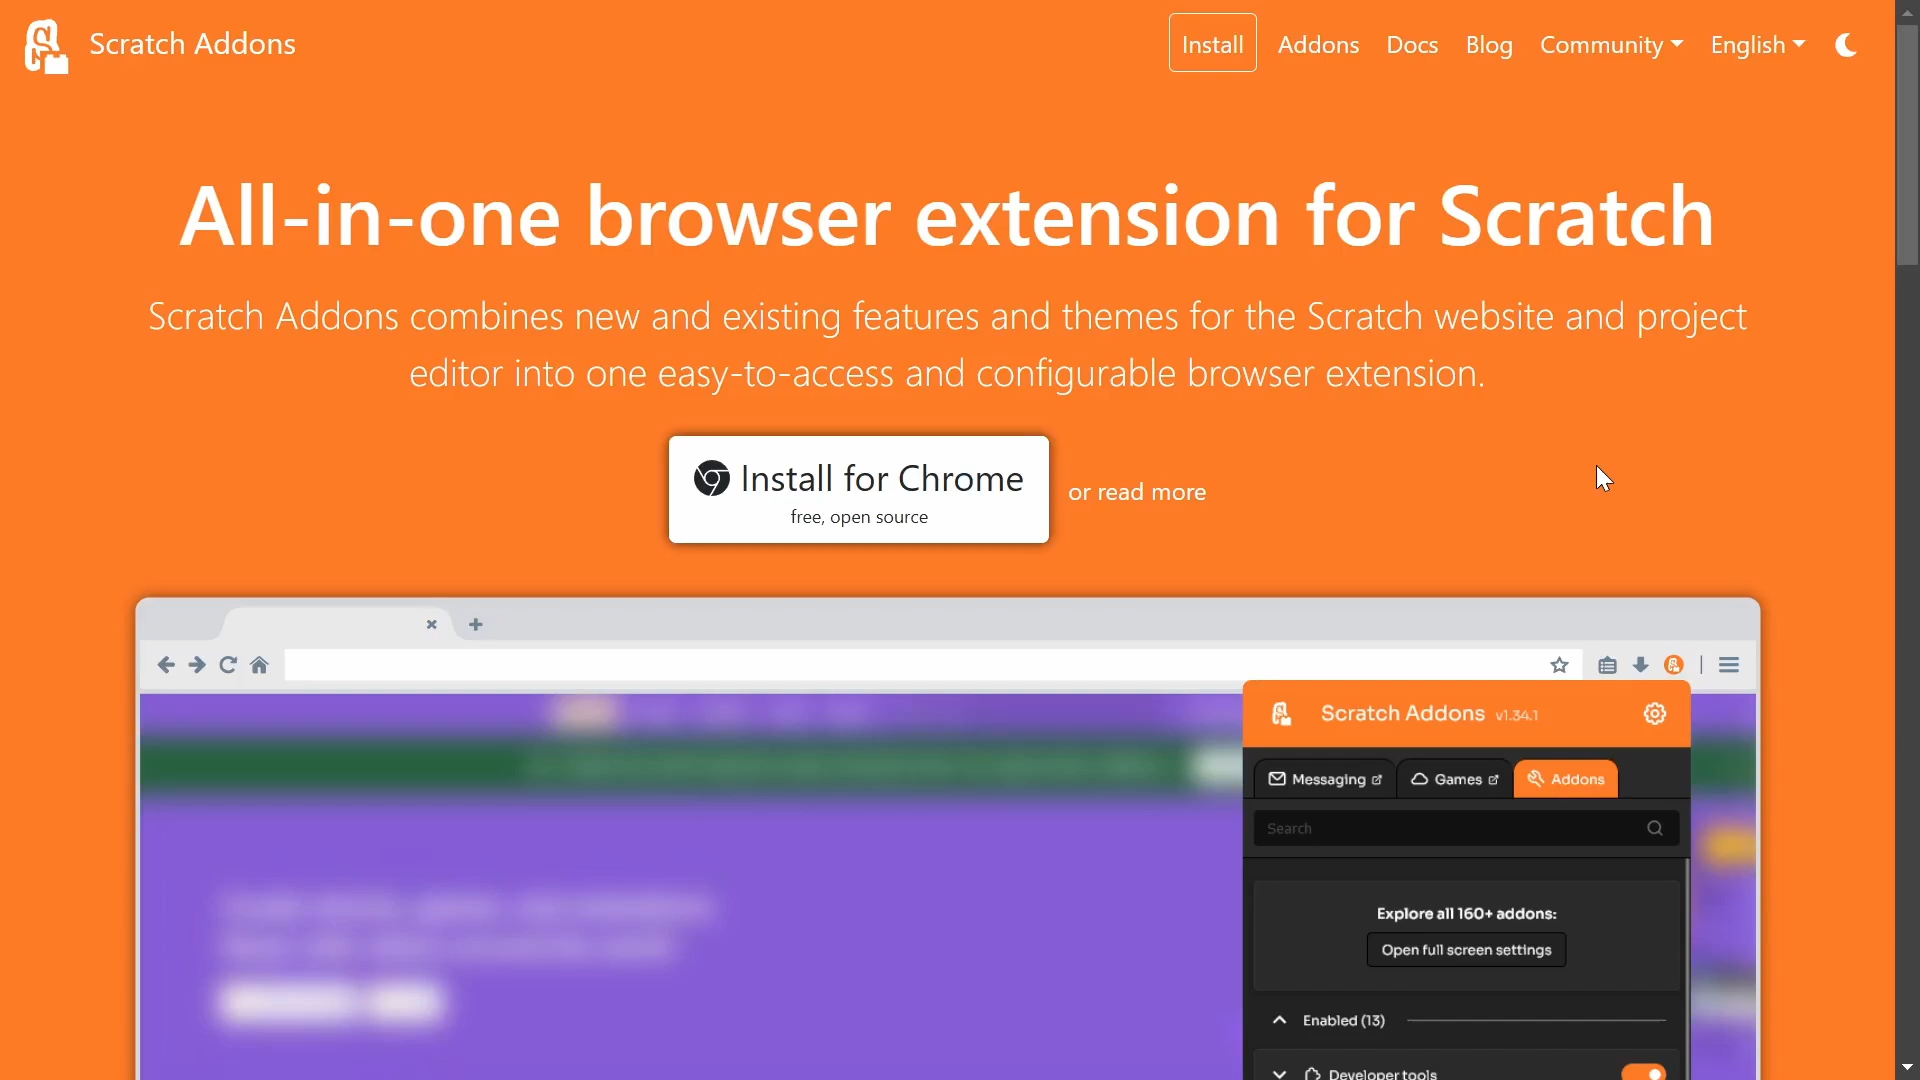 Scratch Addons
Install
Addons
Docs
Blog
Community
English
All-in-one browser extension for Scratch
Scratch Addons combines new and existing features and themes for the Scratch website and project
editor into one easy-to-access and configurable browser extension.
Install for Chrome
free, open source
or read more
Scratch Addons v1.34.1
Messaging
Games
Addons
Search
Explore all 160+ addons:
Open full screen settings
Enabled (13)
Developer tools